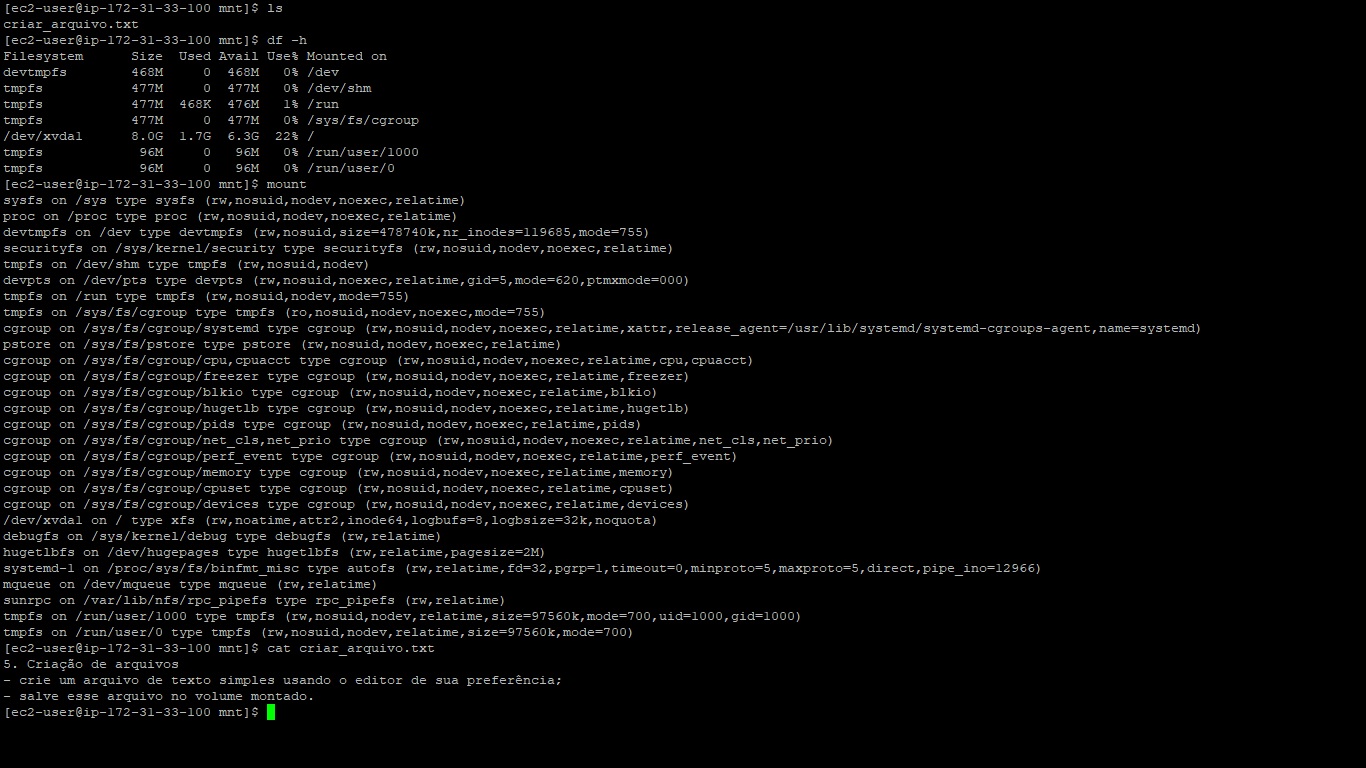 [ec2-user@ip-172-31-33-100 mnt]$ ls
criar_arquivo.txt
[ec2-user@ip-172-31-33-100 mnt]$ df -h
Filesystem      Size  Used Avail Use% Mounted on
devtmpfs        468M     0  468M   0% /dev
tmpfs           477M     0  477M   0% /dev/shm
tmpfs           477M  468K  476M   1% /run
tmpfs           477M     0  477M   0% /sys/fs/cgroup
/dev/xvda1      8.0G  1.7G  6.3G  22% /
tmpfs            96M     0   96M   0% /run/user/1000
tmpfs            96M     0   96M   0% /run/user/0
[ec2-user@ip-172-31-33-100 mnt]$ mount
sysfs on /sys type sysfs (rw,nosuid,nodev,noexec,relatime)
proc on /proc type proc (rw,nosuid,nodev,noexec,relatime)
devtmpfs on /dev type devtmpfs (rw,nosuid,size=478740k,nr_inodes=119685,mode=755)
securityfs on /sys/kernel/security type securityfs (rw,nosuid,nodev,noexec,relatime)
tmpfs on /dev/shm type tmpfs (rw,nosuid,nodev)
devpts on /dev/pts type devpts (rw,nosuid,noexec,relatime,gid=5,mode=620,ptmxmode=000)
tmpfs on /run type tmpfs (rw,nosuid,nodev,mode=755)
tmpfs on /sys/fs/cgroup type tmpfs (ro,nosuid,nodev,noexec,mode=755)
cgroup on /sys/fs/cgroup/systemd type cgroup (rw,nosuid,nodev,noexec,relatime,xattr,release_agent=/usr/lib/systemd/systemd-cgroups-agent,name=systemd)
pstore on /sys/fs/pstore type pstore (rw,nosuid,nodev,noexec,relatime)
cgroup on /sys/fs/cgroup/cpu,cpuacct type cgroup (rw,nosuid,nodev,noexec,relatime,cpu,cpuacct)
cgroup on /sys/fs/cgroup/freezer type cgroup (rw,nosuid,nodev,noexec,relatime,freezer)
cgroup on /sys/fs/cgroup/blkio type cgroup (rw,nosuid,nodev,noexec,relatime,blkio)
cgroup on /sys/fs/cgroup/hugetlb type cgroup (rw,nosuid,nodev,noexec,relatime,hugetlb)
cgroup on /sys/fs/cgroup/pids type cgroup (rw,nosuid,nodev,noexec,relatime,pids)
cgroup on /sys/fs/cgroup/net_cls,net_prio type cgroup (rw,nosuid,nodev,noexec,relatime,net_cls,net_prio)
cgroup on /sys/fs/cgroup/perf_event type cgroup (rw,nosuid,nodev,noexec,relatime,perf_event)
cgroup on /sys/fs/cgroup/memory type cgroup (rw,nosuid,nodev,noexec,relatime,memory)
cgroup on /sys/fs/cgroup/cpuset type cgroup (rw,nosuid,nodev,noexec,relatime,cpuset)
cgroup on /sys/fs/cgroup/devices type cgroup (rw,nosuid,nodev,noexec,relatime,devices)
/dev/xvda1 on / type xfs (rw,noatime,attr2,inode64,logbufs=8,logbsize=32k,noquota)
debugfs on /sys/kernel/debug type debugfs (rw,relatime)
hugetlbfs on /dev/hugepages type hugetlbfs (rw,relatime,pagesize=2M)
systemd-1 on /proc/sys/fs/binfmt_misc type autofs (rw,relatime,fd=32,pgrp=1,timeout=0,minproto=5,maxproto=5,direct,pipe_ino=12966)
mqueue on /dev/mqueue type mqueue (rw,relatime)
sunrpc on /var/lib/nfs/rpc_pipefs type rpc_pipefs (rw,relatime)
tmpfs on /run/user/1000 type tmpfs (rw,nosuid,nodev,relatime,size=97560k,mode=700,uid=1000,gid=1000)
tmpfs on /run/user/0 type tmpfs (rw,nosuid,nodev,relatime,size=97560k,mode=700)
[ec2-user@ip-172-31-33-100 mnt]$ cat criar_arquivo.txt
5. Criação de arquivos
- crie um arquivo de texto simples usando o editor de sua preferência;
- salve esse arquivo no volume montado.
[ec2-user@ip-172-31-33-100 mnt]$